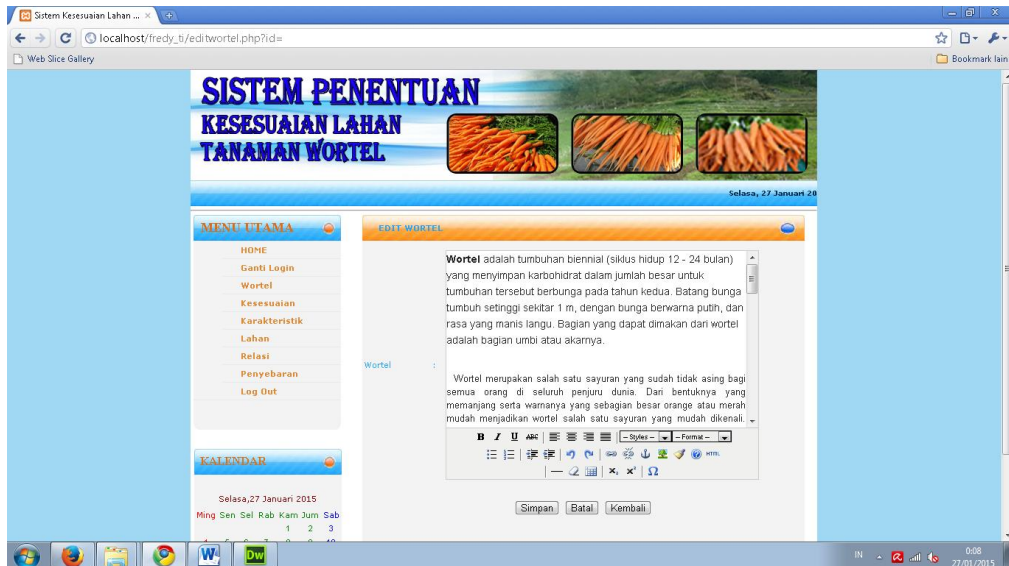 Sistem Kesesuaian Lahan ...
localhost/fredy_ti/editwortel.php?id=
Web Slice Gallery
Bookmark lain
SISTEM PENENTUAN
KESESUAIAN LAHAN
TANAMAN WORTEL
Selasa, 27 Januari 20
MENU UTAMA
HOME
Ganti Login
Wortel
Kesesuaian
Karakteristik
Lahan
Relasi
Penyebaran
Log Out
KALENDAR
Selasa,27 Januari 2015
Ming Sen Sel Rab Kam Jum Sab
1 2 3
EDIT WORTEL
Wortel :
Wortel adalah tumbuhan biennial (siklus hidup 12 - 24 bulan)
yang menyimpan karbohidrat dalam jumlah besar untuk
tumbuhan tersebut berbunga pada tahun kedua. Batang bunga
tumbuh setinggi sekitar 1 m, dengan bunga berwarna putih, dan
rasa yang manis langu. Bagian yang dapat dimakan dari wortel
adalah bagian umbi atau akarnya.
Wortel merupakan salah satu sayuran yang sudah tidak asing bagi
semua orang di seluruh penjuru dunia. Dari bentuknya yang
memanjang serta warnanya yang sebagian besar orange atau merah
mudah menjadikan wortel salah satu sayuran yang mudah dikenali.
B I U ABC – Styles – – Format –
HTML
Simpan Batal Kembali
W Dw
IN 0:08
27/01/2015